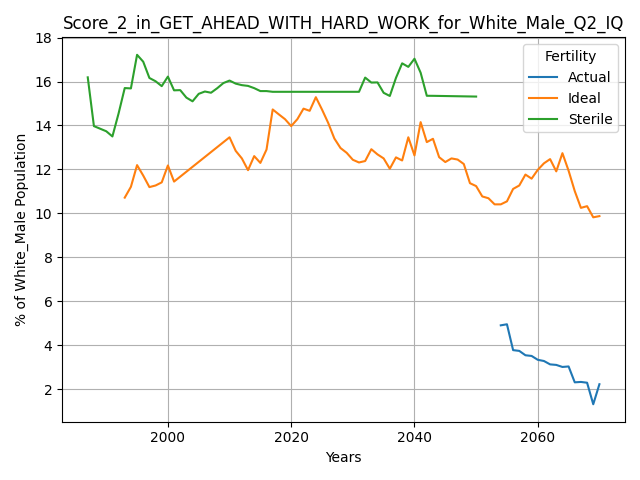 Score_2_in_GET_AHEAD_WITH_HARD_WORK_for_White_Male_Q2_IQ
% of White_Male Population
18
16
14
12
10
8
6
4
2
Fertility
Actual
Ideal
Sterile
2000
2020
2040
2060
Years